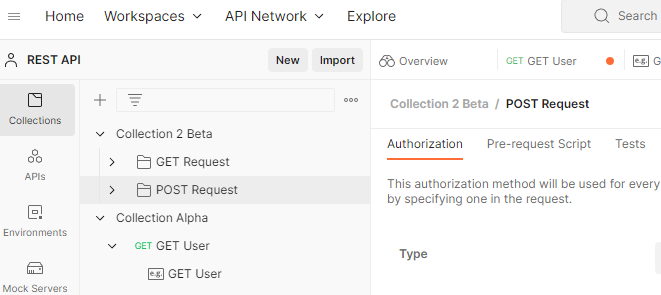 Home Workspaces API Network Explore Search
REST API New Import Overview GET GET User e.g. G
Collections
Collection 2 Beta / POST Request
Collection 2 Beta
Authorization Pre-request Script Tests
GET Request
APIs
POST Request
This authorization method will be used for every
by specifying one in the request.
Collection Alpha
Environments
GET GET User
Type
e.g. GET User
Mock Servers